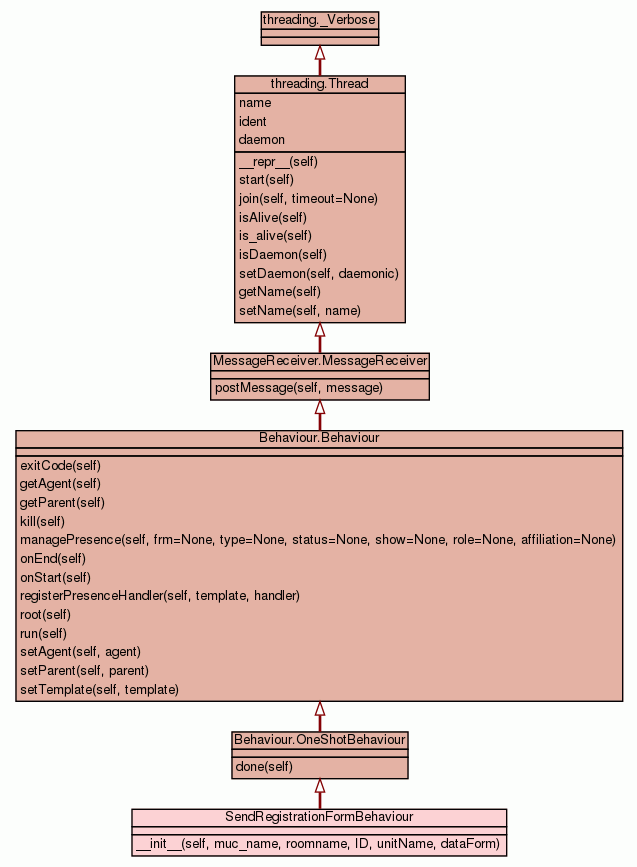 threading._Verbose
threading.Thread
name
ident
daemon
__repr__(self)
start(self)
join(self, timeout=None)
isAlive(self)
is_alive(self)
isDaemon(self)
setDaemon(self, daemonic)
getName(self)
setName(self, name)
MessageReceiver.MessageReceiver
postMessage(self, message)
Behaviour.Behaviour
exitCode(self)
getAgent(self)
getParent(self)
kill(self)
managePresence(self, frm=None, type=None, status=None, show=None, role=None, affiliation=None)
onEnd(self)
onStart(self)
registerPresenceHandler(self, template, handler)
root(self)
run(self)
setAgent(self, agent)
setParent(self, parent)
setTemplate(self, template)
Behaviour.OneShotBehaviour
done(self)
SendRegistrationFormBehaviour
__init__(self, muc_name, roomname, ID, unitName, dataForm)